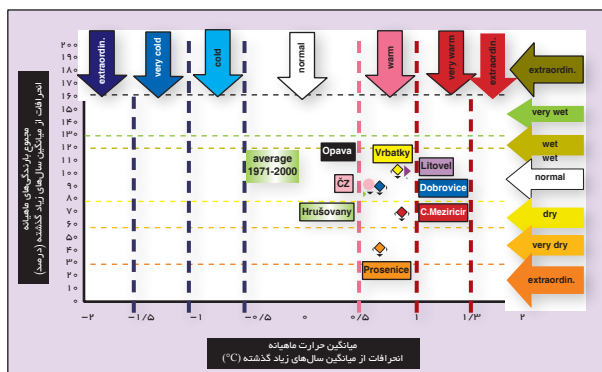 extraordin.
very cold
cold
normal
warm
very warm
extraordin.
۲۰۰
۱۹۰
۱۸۰
۱۷۰
۱۶۰
۱۵۰
۱۴۰
۱۳۰
۱۲۰
۱۱۰
۱۰۰
۹۰
۸۰
۷۰
۶۰
۵۰
۴۰
۳۰
۲۰
۱۰
۰
مجموع بارندگی‌های ماهیانه
انحرافات از میانگین سال‌های زیاد گذشته (درصد)
extraordin.
very wet
wet
wet
normal
dry
very dry
extraordin.
average
1971-2000
Opava
Vrbatky
Litovel
ČZ
Dobrovice
Hrušovany
C.Meziricir
Prosenice
−۲
−۱/۵
−۱
−۰/۵
۰
۰/۵
۱
۱/۳
۲
میانگین حرارت ماهیانه
انحرافات از میانگین سال‌های زیاد گذشته (°C)